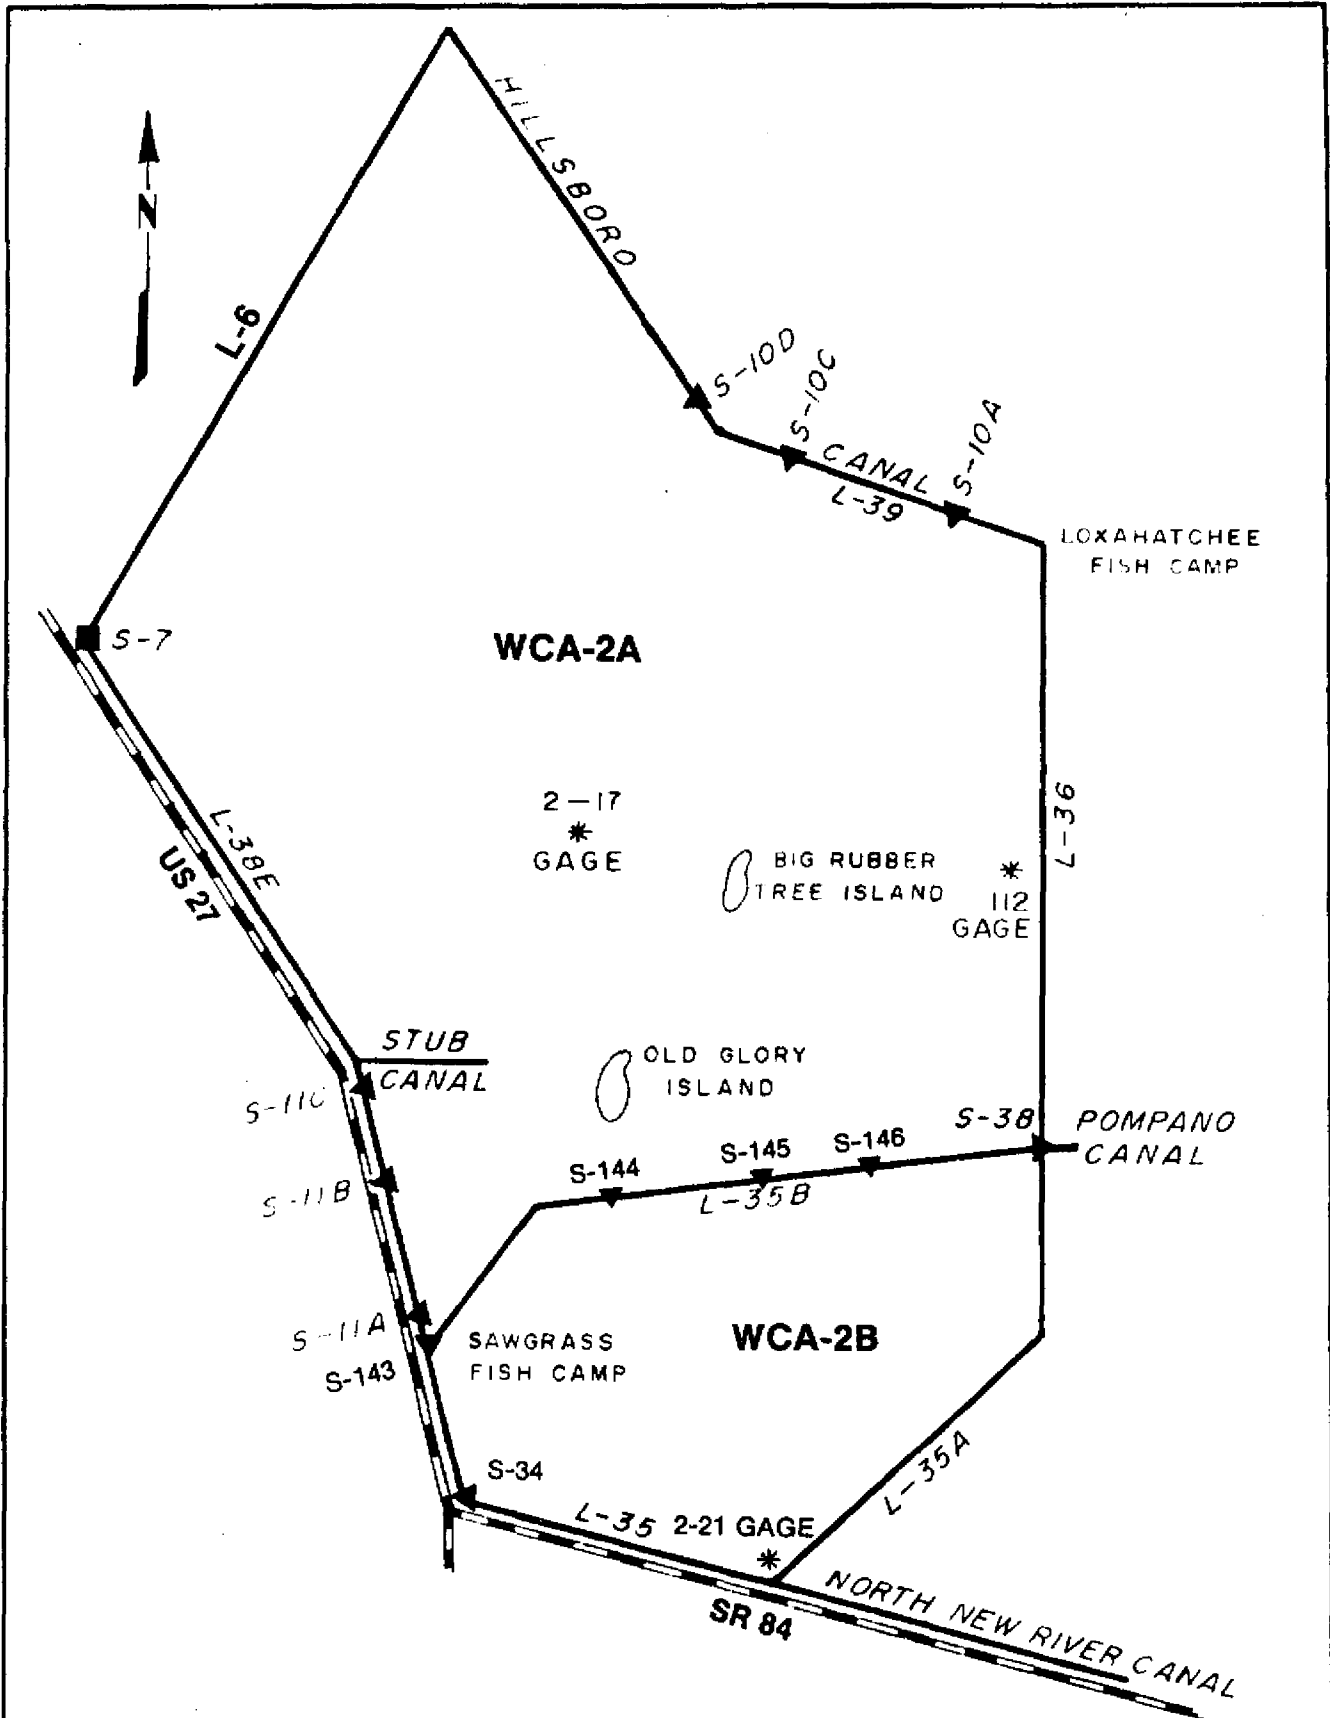 HILLSBORO
N
L-6
S-10D
S-10C
S-10A
CANAL
L-39
LOXAHATCHEE
FISH CAMP
S-7
WCA-2A
2-17
GAGE
L-36
L-38E
US 27
BIG RUBBER
TREE ISLAND
112
GAGE
STUB
CANAL
OLD GLORY
ISLAND
S-11C
S-38
POMPANO
CANAL
S-146
S-145
S-144
L-35B
S-11B
S-11A
S-143
SAWGRASS
FISH CAMP
WCA-2B
S-34
L-35
2-21 GAGE
L-35A
NORTH NEW RIVER CANAL
SR 84